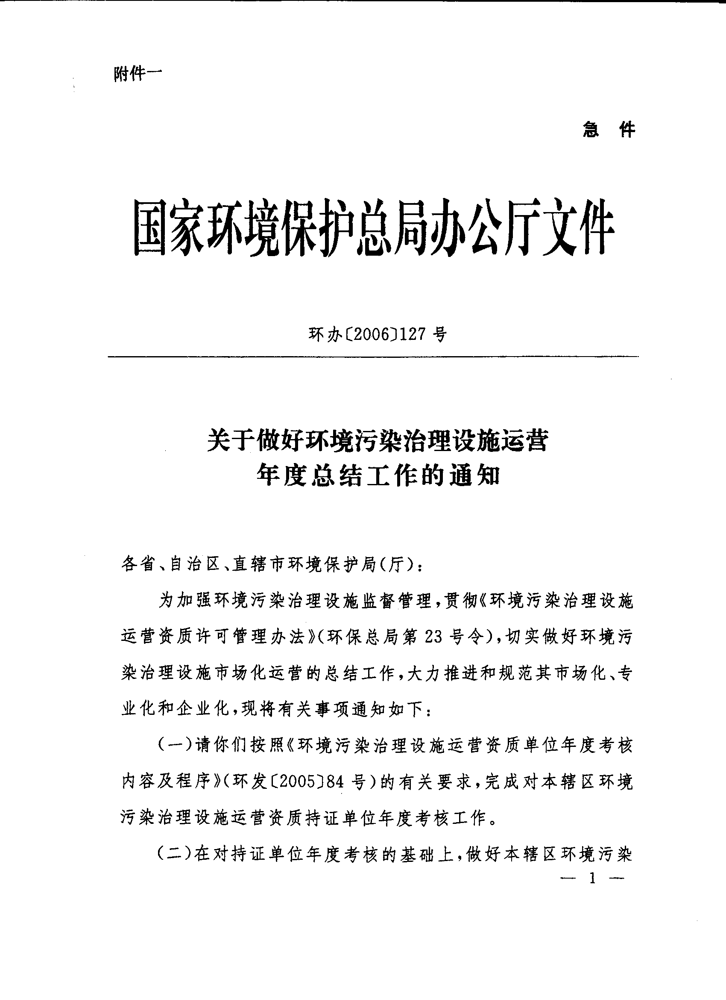 附件一
急 件
国家环境保护总局办公厅文件
环办〔2006〕127 号
关于做好环境污染治理设施运营
年度总结工作的通知
各省、自治区、直辖市环境保护局(厅):
为加强环境污染治理设施监督管理,贯彻《环境污染治理设施
运营资质许可管理办法》(环保总局第 23 号令),切实做好环境污
染治理设施市场化运营的总结工作,大力推进和规范其市场化、专
业化和企业化,现将有关事项通知如下:
(一)请你们按照《环境污染治理设施运营资质单位年度考核
内容及程序》(环发〔2005〕84 号)的有关要求,完成对本辖区环境
污染治理设施运营资质持证单位年度考核工作。
(二)在对持证单位年度考核的基础上,做好本辖区环境污染
— 1 —